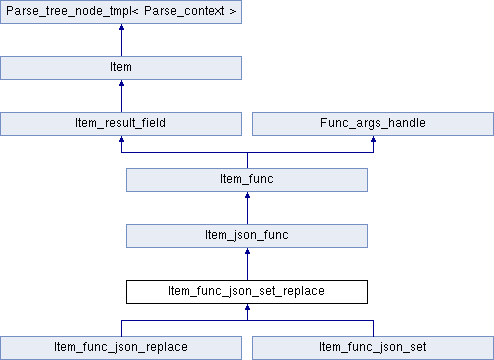 Parse_tree_node_tmpl< Parse_context >
Item
Item_result_field
Func_args_handle
Item_func
Item_json_func
Item_func_json_set_replace
Item_func_json_replace
Item_func_json_set